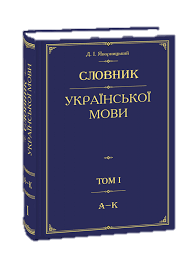 Д. І. Яворницький
СЛОВНИК
УКРАЇНСЬКОЇ
МОВИ
ТОМ І
А–К